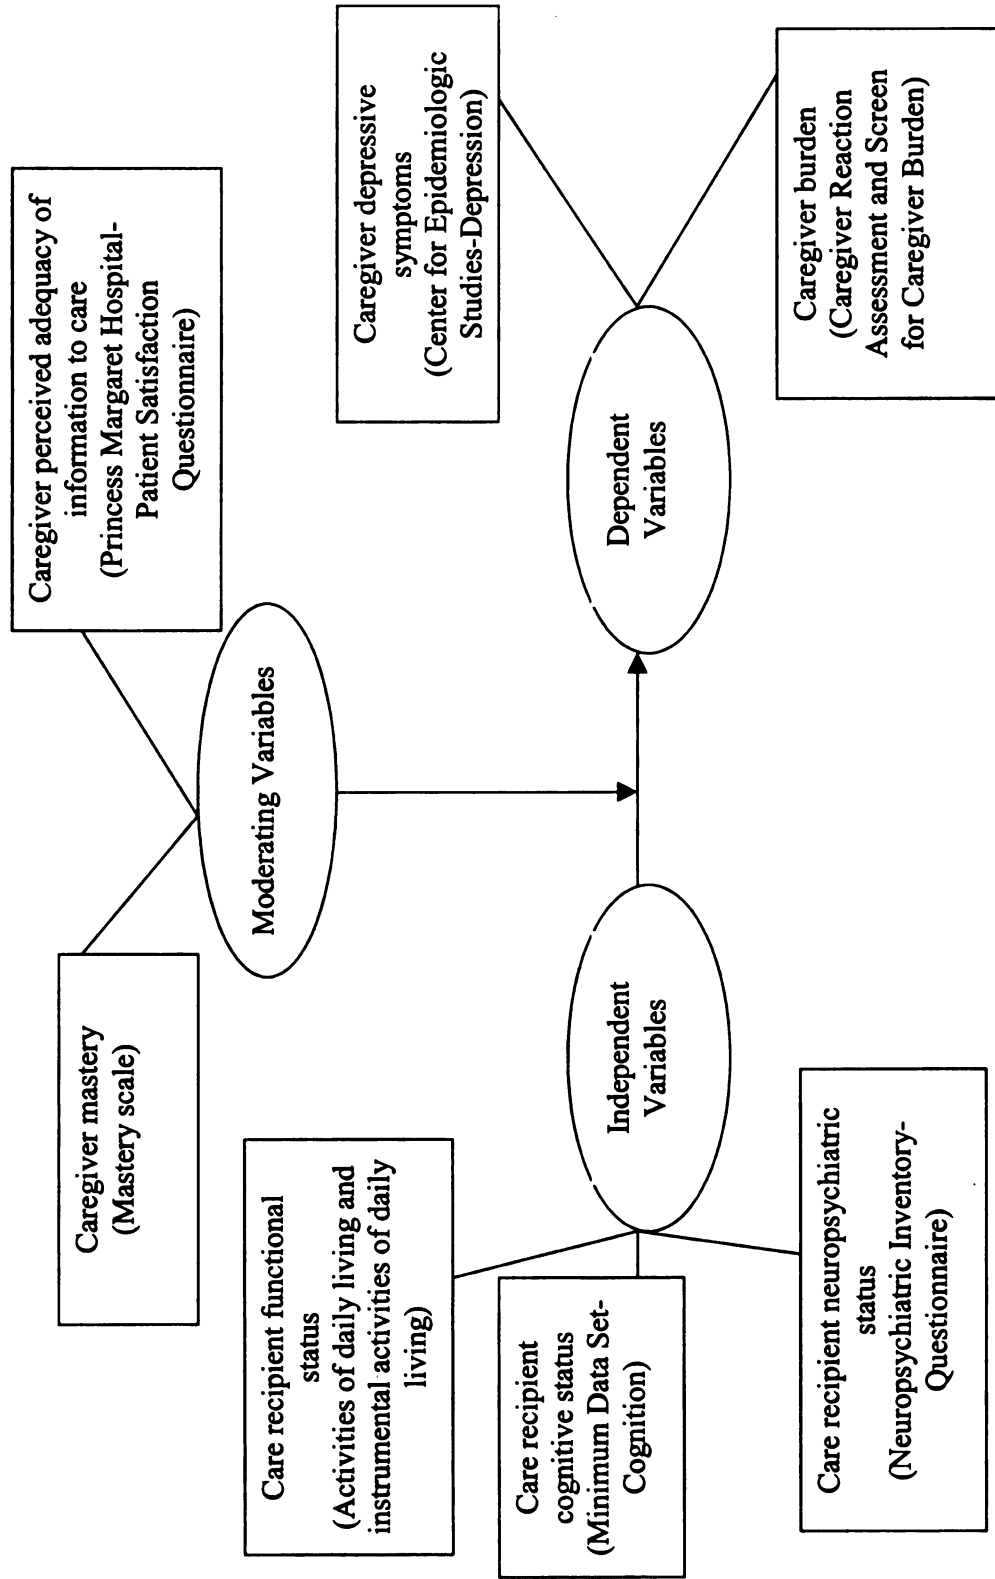 Caregiver mastery
(Mastery scale)
Caregiver perceived adequacy of
information to care
(Princess Margaret Hospital-
Patient Satisfaction
Questionnaire)
Moderating Variables
Care recipient functional
status
(Activities of daily living and
instrumental activities of daily
living)
Care recipient
cognitive status
(Minimum Data Set-
Cognition)
Care recipient neuropsychiatric
status
(Neuropsychiatric Inventory-
Questionnaire)
Independent
Variables
Dependent
Variables
Caregiver depressive
symptoms
(Center for Epidemiologic
Studies-Depression)
Caregiver burden
(Caregiver Reaction
Assessment and Screen
for Caregiver Burden)